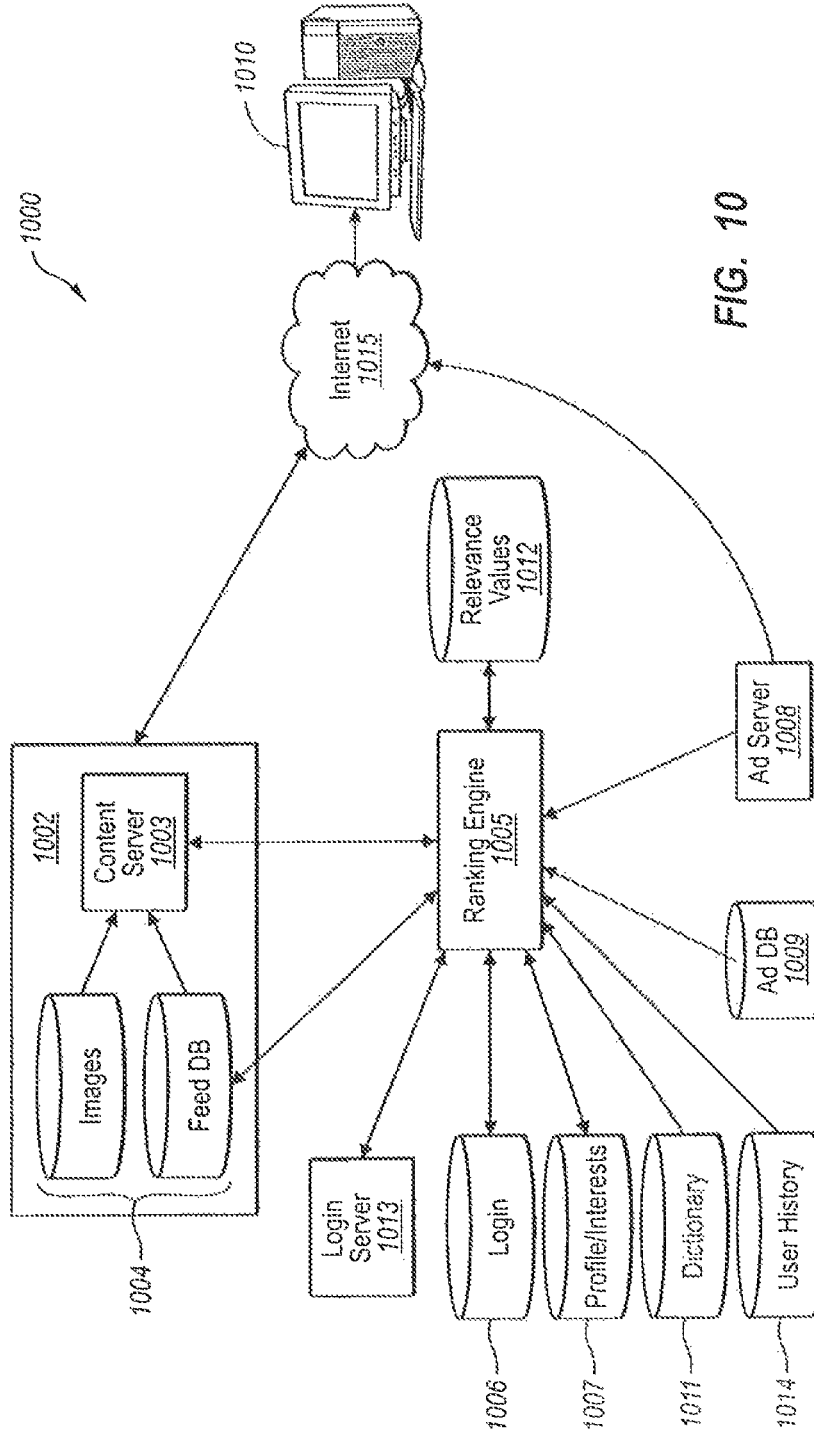 1000
1002
Content
Server
1003
Images
Feed DB
1004
Internet
1015
1010
Login
Server
1013
Ranking Engine
1005
Relevance
Values
1012
Login
1006
Profile/Interests
1007
Dictionary
1011
User History
1014
Ad DB
1009
Ad Server
1008
FIG. 10